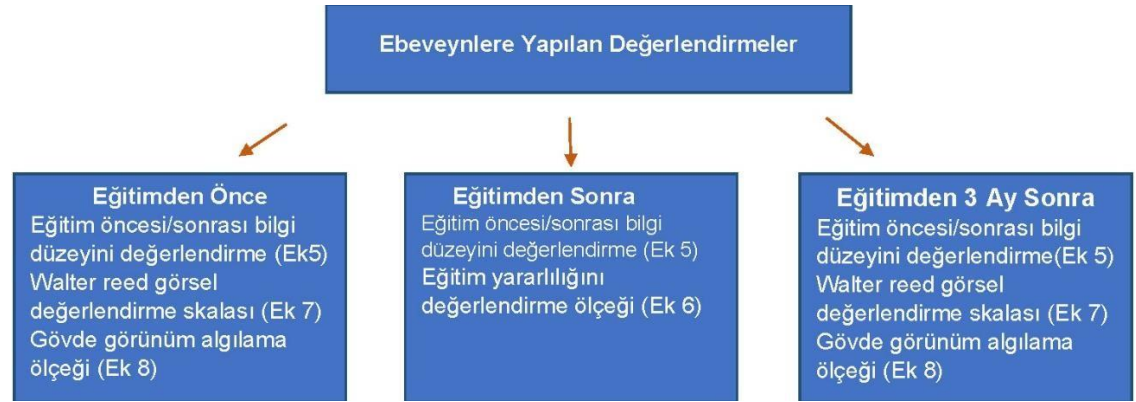 Ebeveynlere Yapılan Değerlendirmeler
Eğitimden Önce
Eğitim öncesi/sonrası bilgi
düzeyini değerlendirme (Ek5)
Walter reed görsel
değerlendirme skalası (Ek 7)
Gövde görünüm algılama
ölçeği (Ek 8)
Eğitimden Sonra
Eğitim öncesi/sonrası bilgi
düzeyini değerlendirme (Ek 5)
Eğitim yararlılığını
değerlendirme ölçeği (Ek 6)
Eğitimden 3 Ay Sonra
Eğitim öncesi/sonrası bilgi
düzeyini değerlendirme(Ek 5)
Walter reed görsel
değerlendirme skalası (Ek 7)
Gövde görünüm algılama
ölçeği (Ek 8)